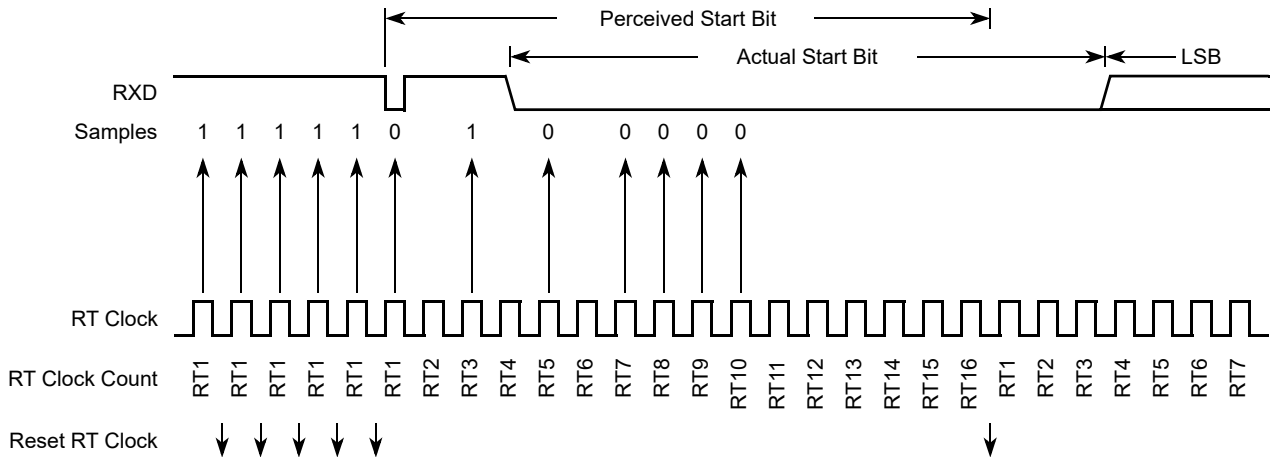 Perceived Start Bit
Actual Start Bit LSB
RXD
Samples 1 1 1 1 1 0 1 0 0 0 0 0
RT Clock
RT Clock Count RT1 RT1 RT1 RT1 RT1 RT1 RT2 RT3 RT4 RT5 RT6 RT7 RT8 RT9 RT10 RT11 RT12 RT13 RT14 RT15 RT16 RT1 RT2 RT3 RT4 RT5 RT6 RT7
Reset RT Clock